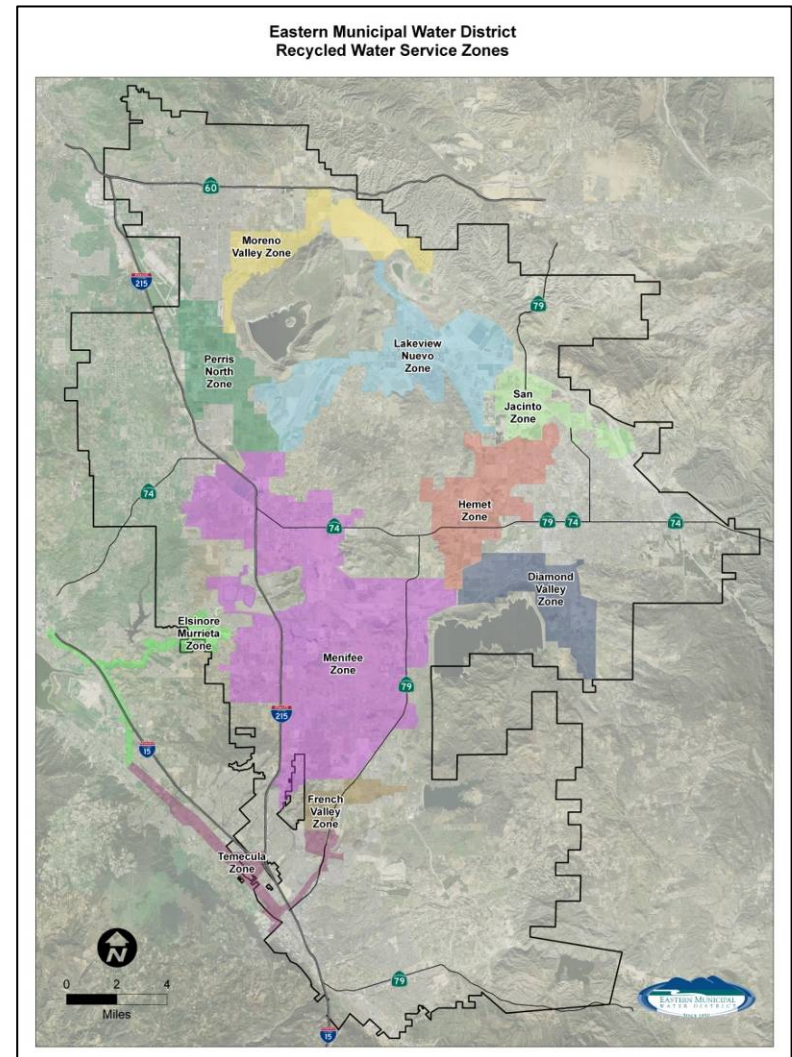 Eastern Municipal Water District
Recycled Water Service Zones
60
Moreno
Valley Zone
215
79
Lakeview
Nuevo
Zone
Perris
North
Zone
San
Jacinto
Zone
74
Hemet
Zone
74
79
74
74
Diamond
Valley
Zone
Elsinore
Murrieta
Zone
Menifee
Zone
79
215
15
French
Valley
Zone
Temecula
Zone
N
0 2 4
Miles
79
15
EASTERN MUNICIPAL
WATER DISTRICT
SINCE 1950